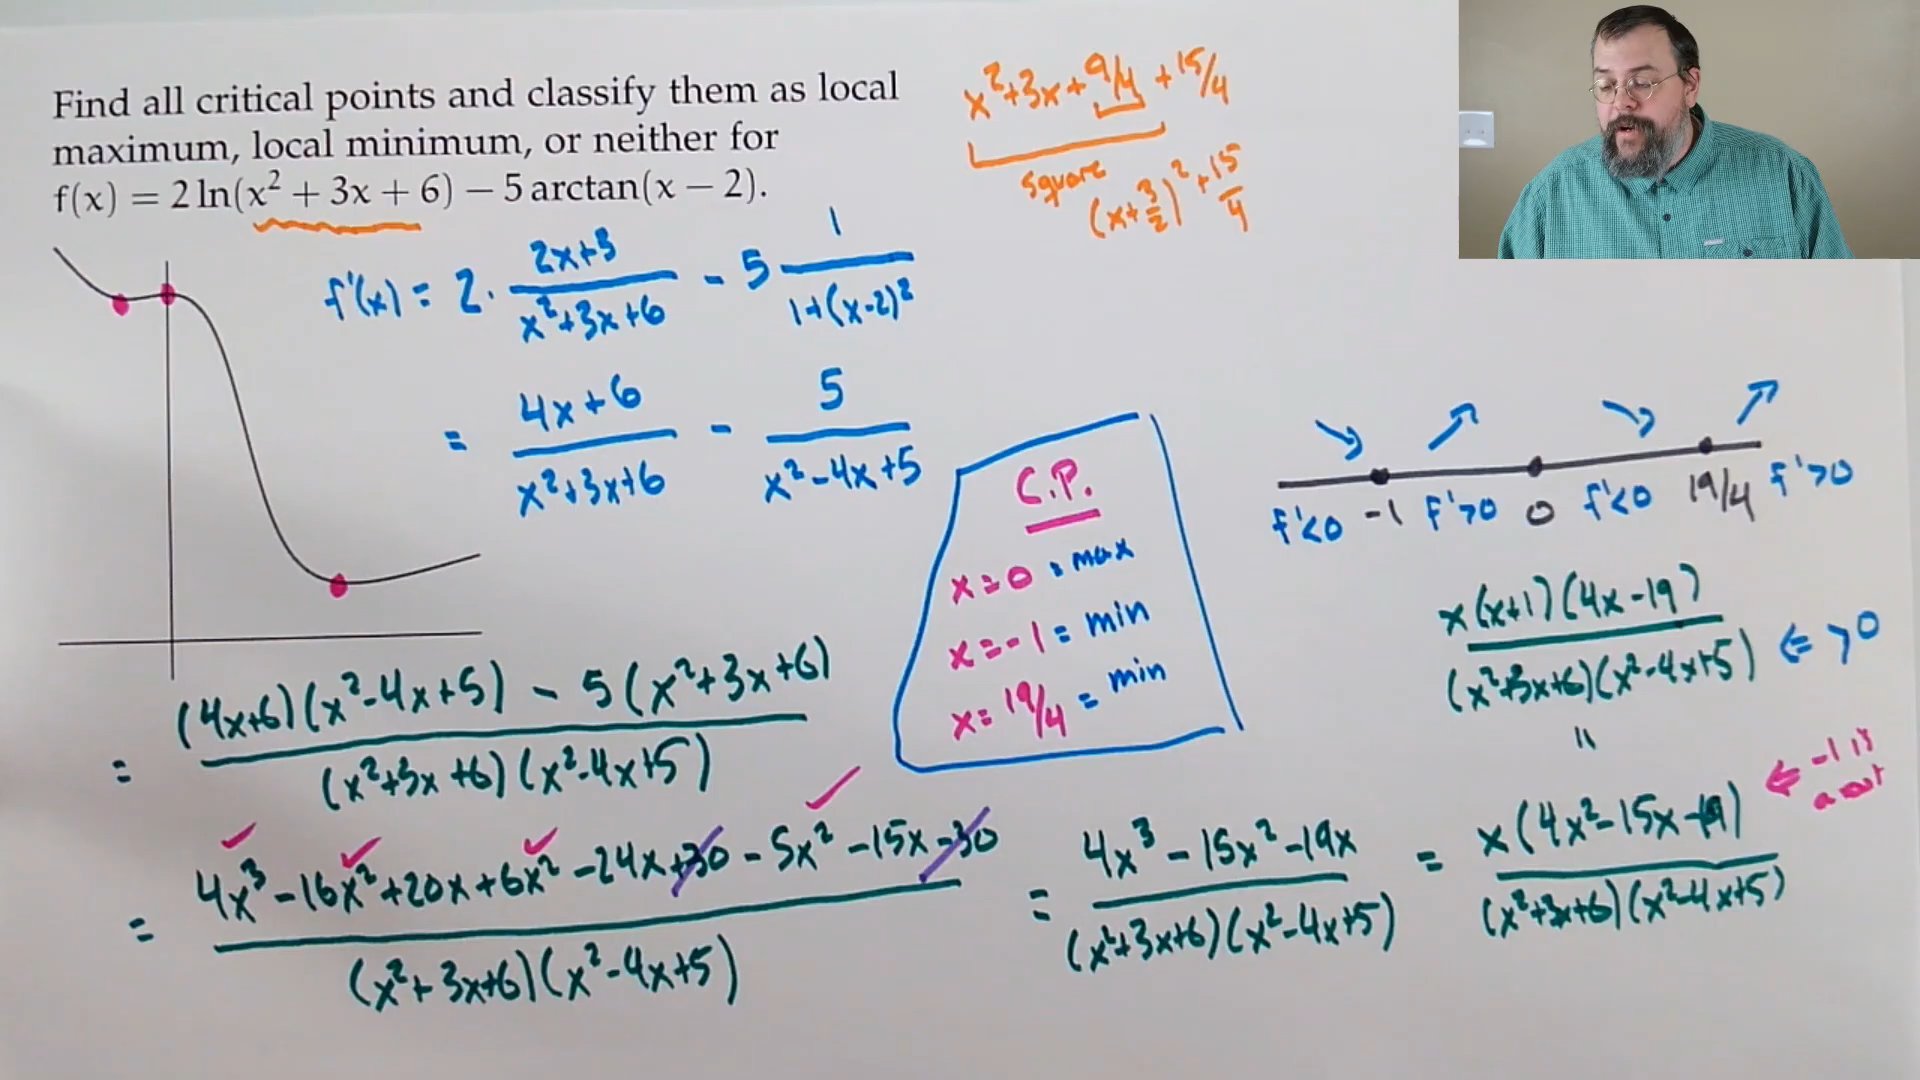 Find all critical points and classify them as local
maximum, local minimum, or neither for
f(x) = 2 ln(x² + 3x + 6) − 5 arctan(x − 2).
x²+3x+9/4 +15/4
square
(x+3/2)²+15/4
f'(x) = 2 · (2x+3)/(x²+3x+6) - 5 1/(1+(x-2)²)
= (4x+6)/(x²+3x+6) - 5/(x²-4x+5)
= ((4x+6)(x²-4x+5) - 5(x²+3x+6))/((x²+3x+6)(x²-4x+5))
= (4x³-16x²+20x+6x²-24x+30-5x²-15x-30)/((x²+3x+6)(x²-4x+5))
= (4x³-15x²-19x)/((x²+3x+6)(x²-4x+5))
= x(4x²-15x-19)/((x²+3x+6)(x²-4x+5))
⇐ -1 is
a root
=
x(x+1)(4x-19)/((x²+3x+6)(x²-4x+5)) ⇐ >0
C.P.
x=0 : max
x=-1 = min
x=19/4 = min
f'<0 -1 f'>0 0 f'<0 19/4 f'>0